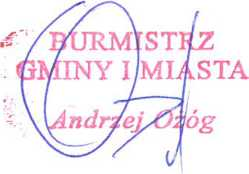 BURMISTRZ
GMINY I MIASTA
Andrzej Ożóg